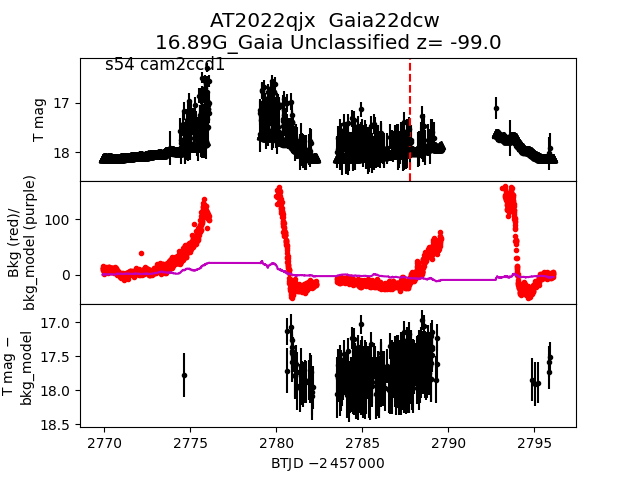 AT2022qjx  Gaia22dcw
16.89G_Gaia Unclassified z= -99.0
s54 cam2ccd1
T mag
17
18
Bkg (red)/
bkg_model (purple)
100
0
T mag −
bkg_model
17.0
17.5
18.0
18.5
2770
2775
2780
2785
2790
2795
BTJD −2 457 000